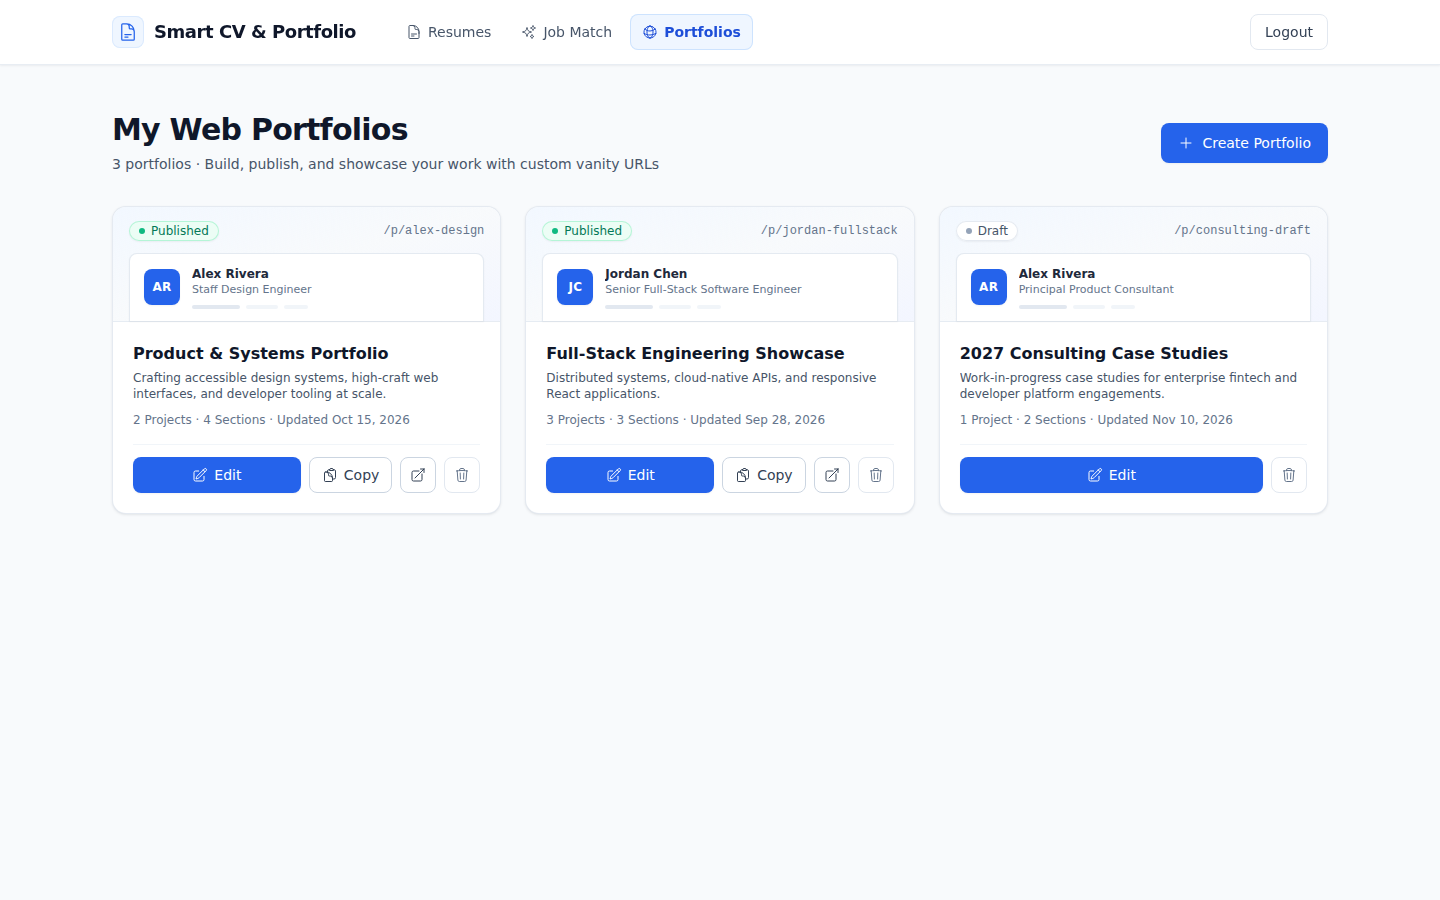 Smart CV & Portfolio
Resumes
Job Match
Portfolios
Logout
My Web Portfolios
3 portfolios · Build, publish, and showcase your work with custom vanity URLs
Create Portfolio
Published
/p/alex-design
AR
Alex Rivera
Staff Design Engineer
Product & Systems Portfolio
Crafting accessible design systems, high-craft web
interfaces, and developer tooling at scale.
2 Projects · 4 Sections · Updated Oct 15, 2026
Edit
Copy
Published
/p/jordan-fullstack
JC
Jordan Chen
Senior Full-Stack Software Engineer
Full-Stack Engineering Showcase
Distributed systems, cloud-native APIs, and responsive
React applications.
3 Projects · 3 Sections · Updated Sep 28, 2026
Edit
Copy
Draft
/p/consulting-draft
AR
Alex Rivera
Principal Product Consultant
2027 Consulting Case Studies
Work-in-progress case studies for enterprise fintech and
developer platform engagements.
1 Project · 2 Sections · Updated Nov 10, 2026
Edit